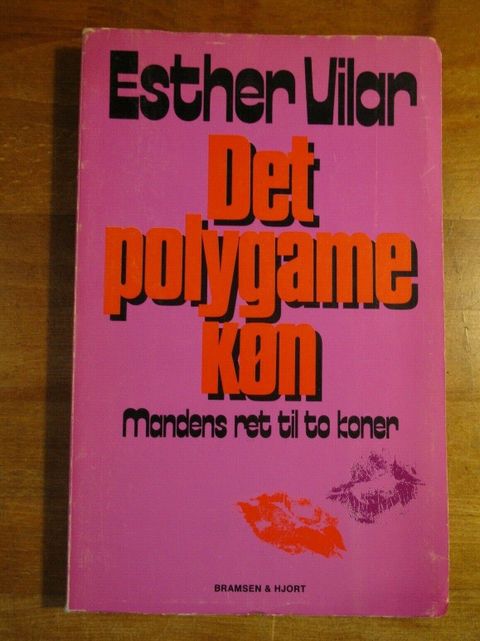 Esther Vilar
Det
polygame
køn
Mandens ret til to koner
BRAMSEN & HJORT